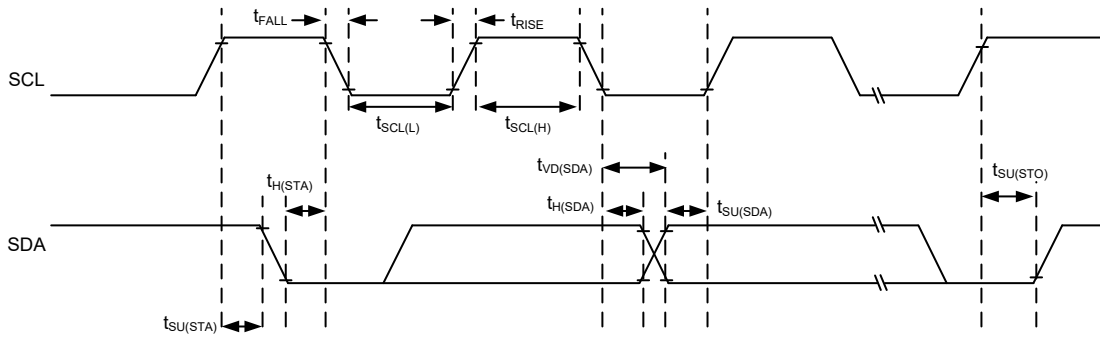 tFALL
tRISE
SCL
tSCL(L)
tSCL(H)
tVD(SDA)
tSU(STO)
tH(STA)
tH(SDA)
tSU(SDA)
SDA
tSU(STA)